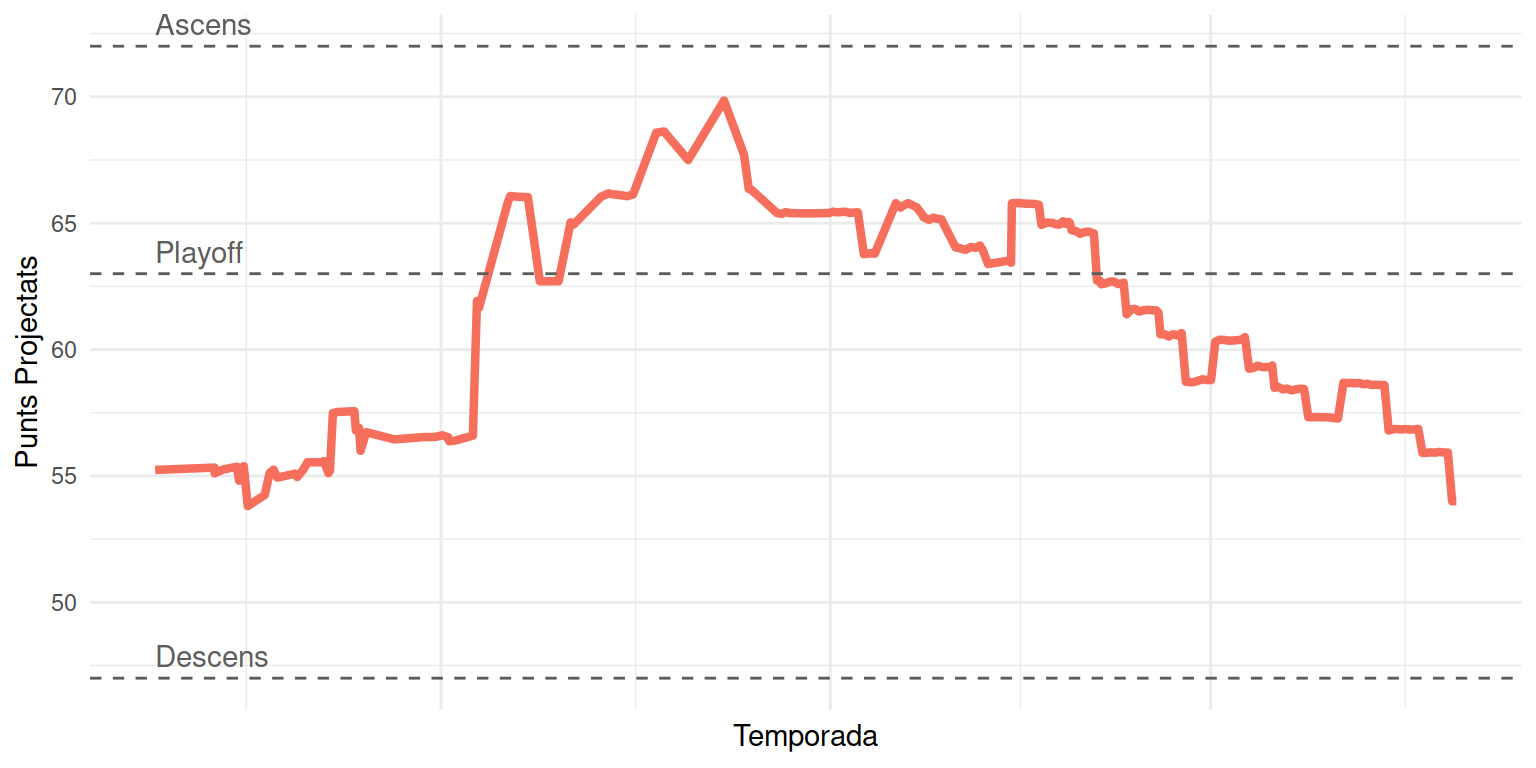 Ascens
70
65
Playoff
60
55
50
Descens
Punts Projectats
Temporada